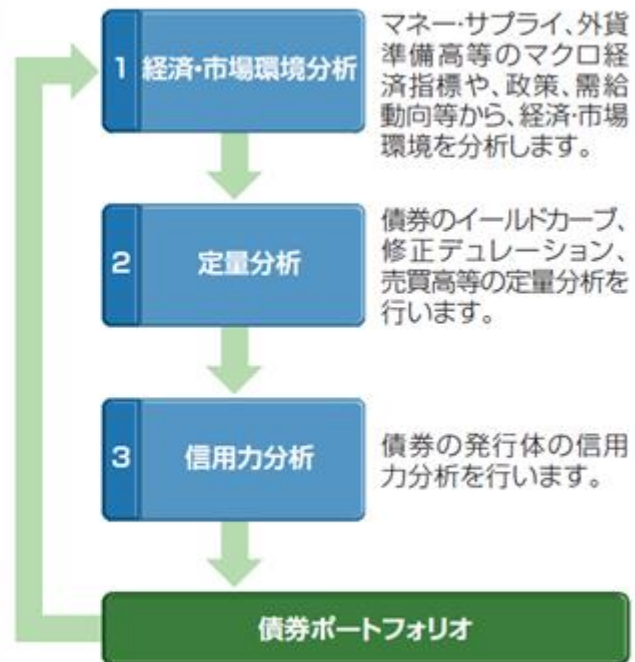 1 経済・市場環境分析
マネー・サプライ、外貨
準備高等のマクロ経
済指標や、政策、需給
動向等から、経済・市場
環境を分析します。
2 定量分析
債券のイールドカーブ、
修正デュレーション、
売買高等の定量分析を
行います。
3 信用力分析
債券の発行体の信用
力分析を行います。
債券ポートフォリオ